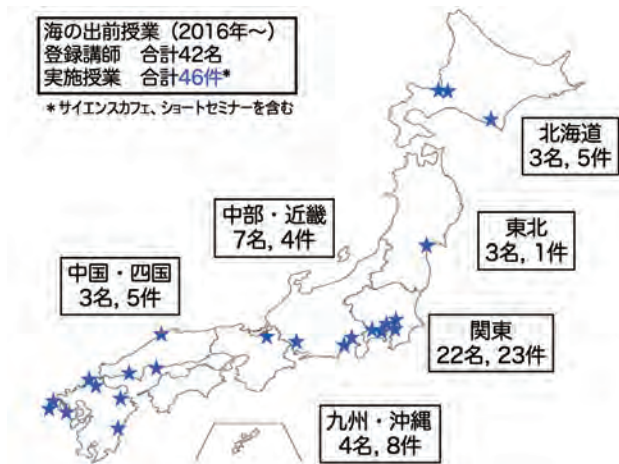 海の出前授業（2016年～）
登録講師　合計42名
実施授業　合計46件*
*サイエンスカフェ、ショートセミナーを含む
北海道
3名, 5件
中部・近畿
7名, 4件
東北
3名, 1件
中国・四国
3名, 5件
関東
22名, 23件
九州・沖縄
4名, 8件